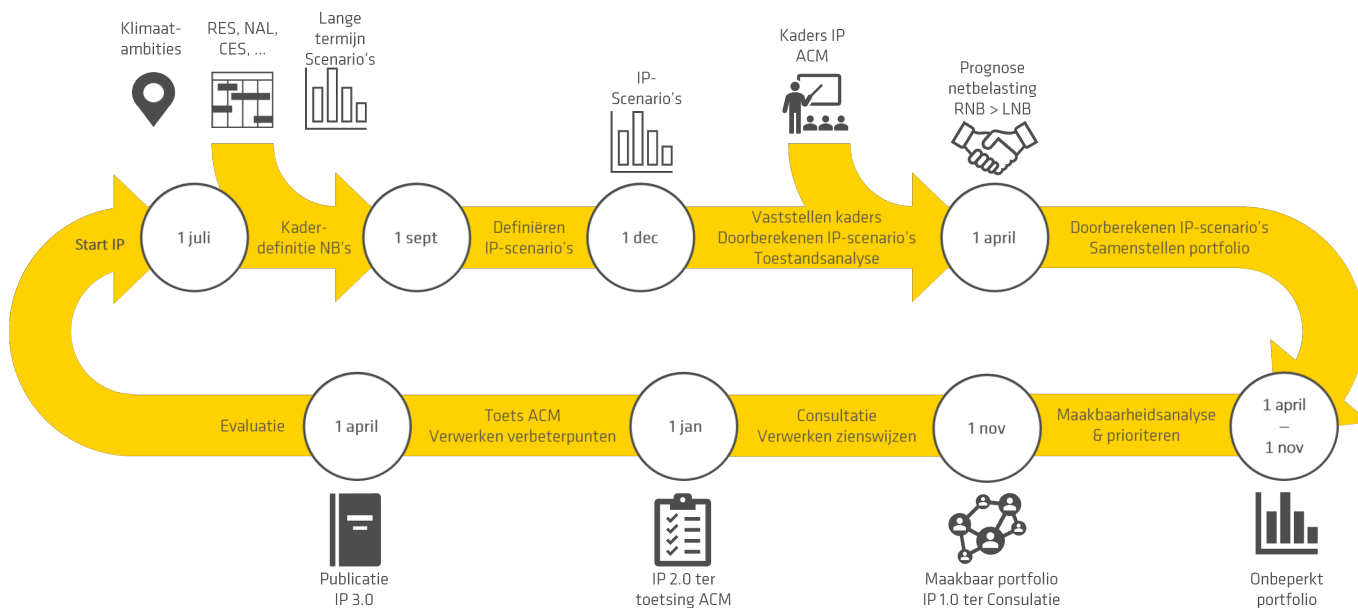 Klimaat-
ambities
RES, NAL,
CES, ...
Lange
termijn
Scenario's
IP-
Scenario's
Kaders IP
ACM
Prognose
netbelasting
RNB > LNB
Start IP
1 juli
Kader-
definitie NB's
1 sept
Definiëren
IP-scenario's
1 dec
Vaststellen kaders
Doorberekenen IP-scenario's
Toestandsanalyse
1 april
Doorberekenen IP-scenario's
Samenstellen portfolio
Evaluatie
1 april
Toets ACM
Verwerken verbeterpunten
1 jan
Consultatie
Verwerken zienswijzen
1 nov
Maakbaarheidsanalyse
& prioriteren
1 april
–
1 nov
Publicatie
IP 3.0
IP 2.0 ter
toetsing ACM
Maakbaar portfolio
IP 1.0 ter Consulatie
Onbeperkt
portfolio